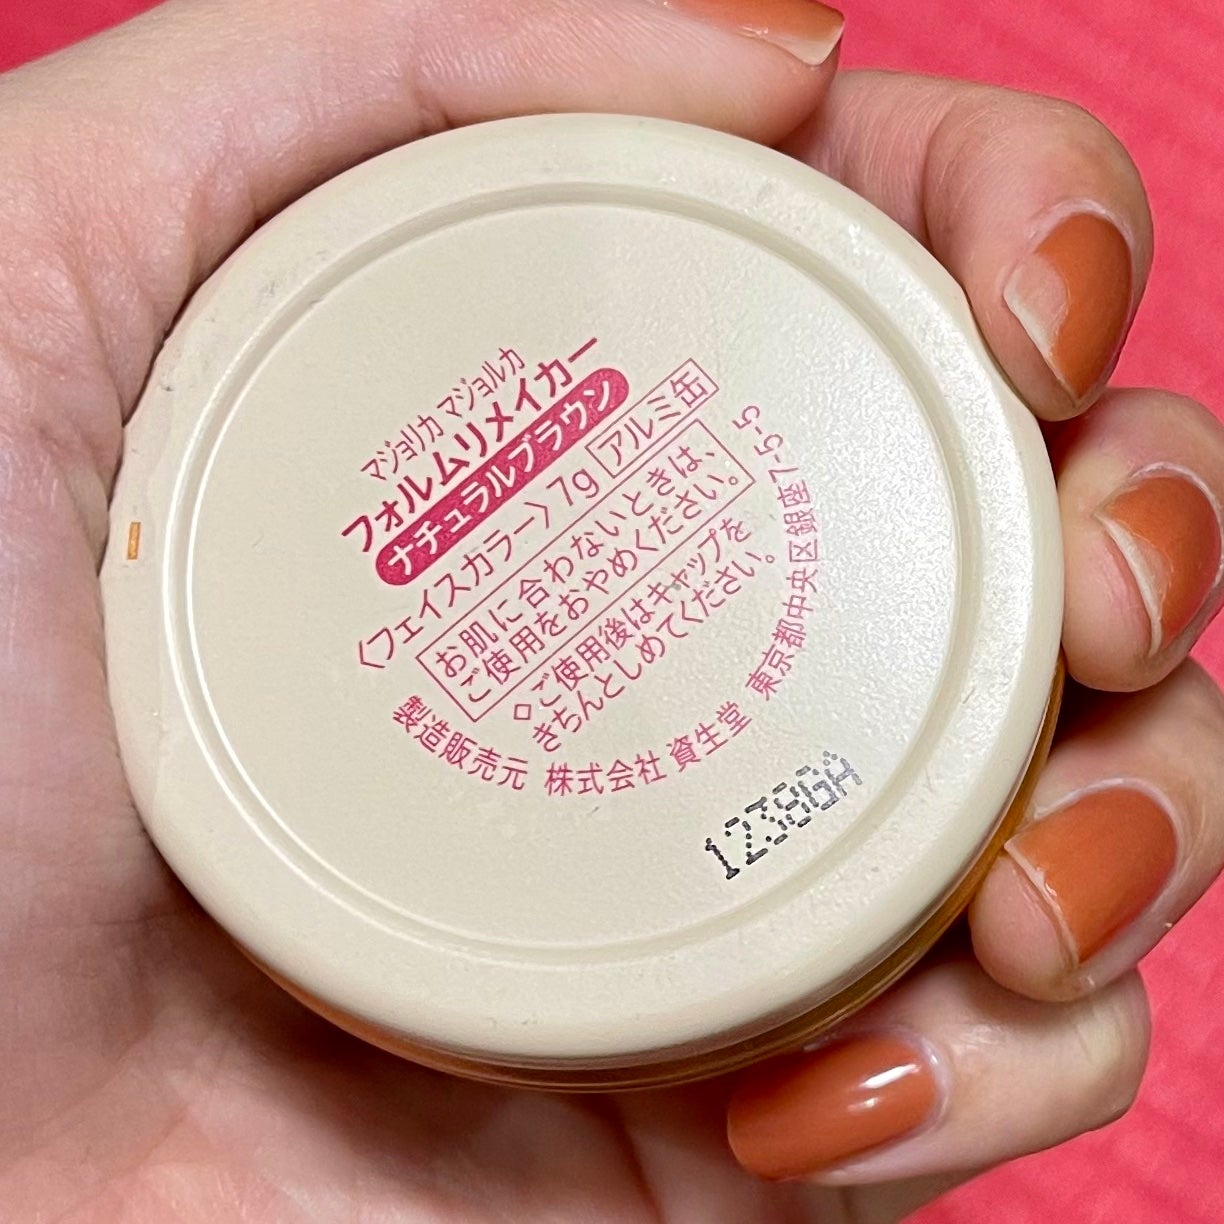 マジョリカ マジョルカ
フォルムリメイカー
ナチュラルブラウン
〈フェイスカラー〉7g アルミ缶
お肌に合わないときは、
ご使用をおやめください。
◇ご使用後はキャップを
きちんとしめてください。
製造販売元 株式会社 資生堂 東京都中央区銀座7-5-5
1238GA